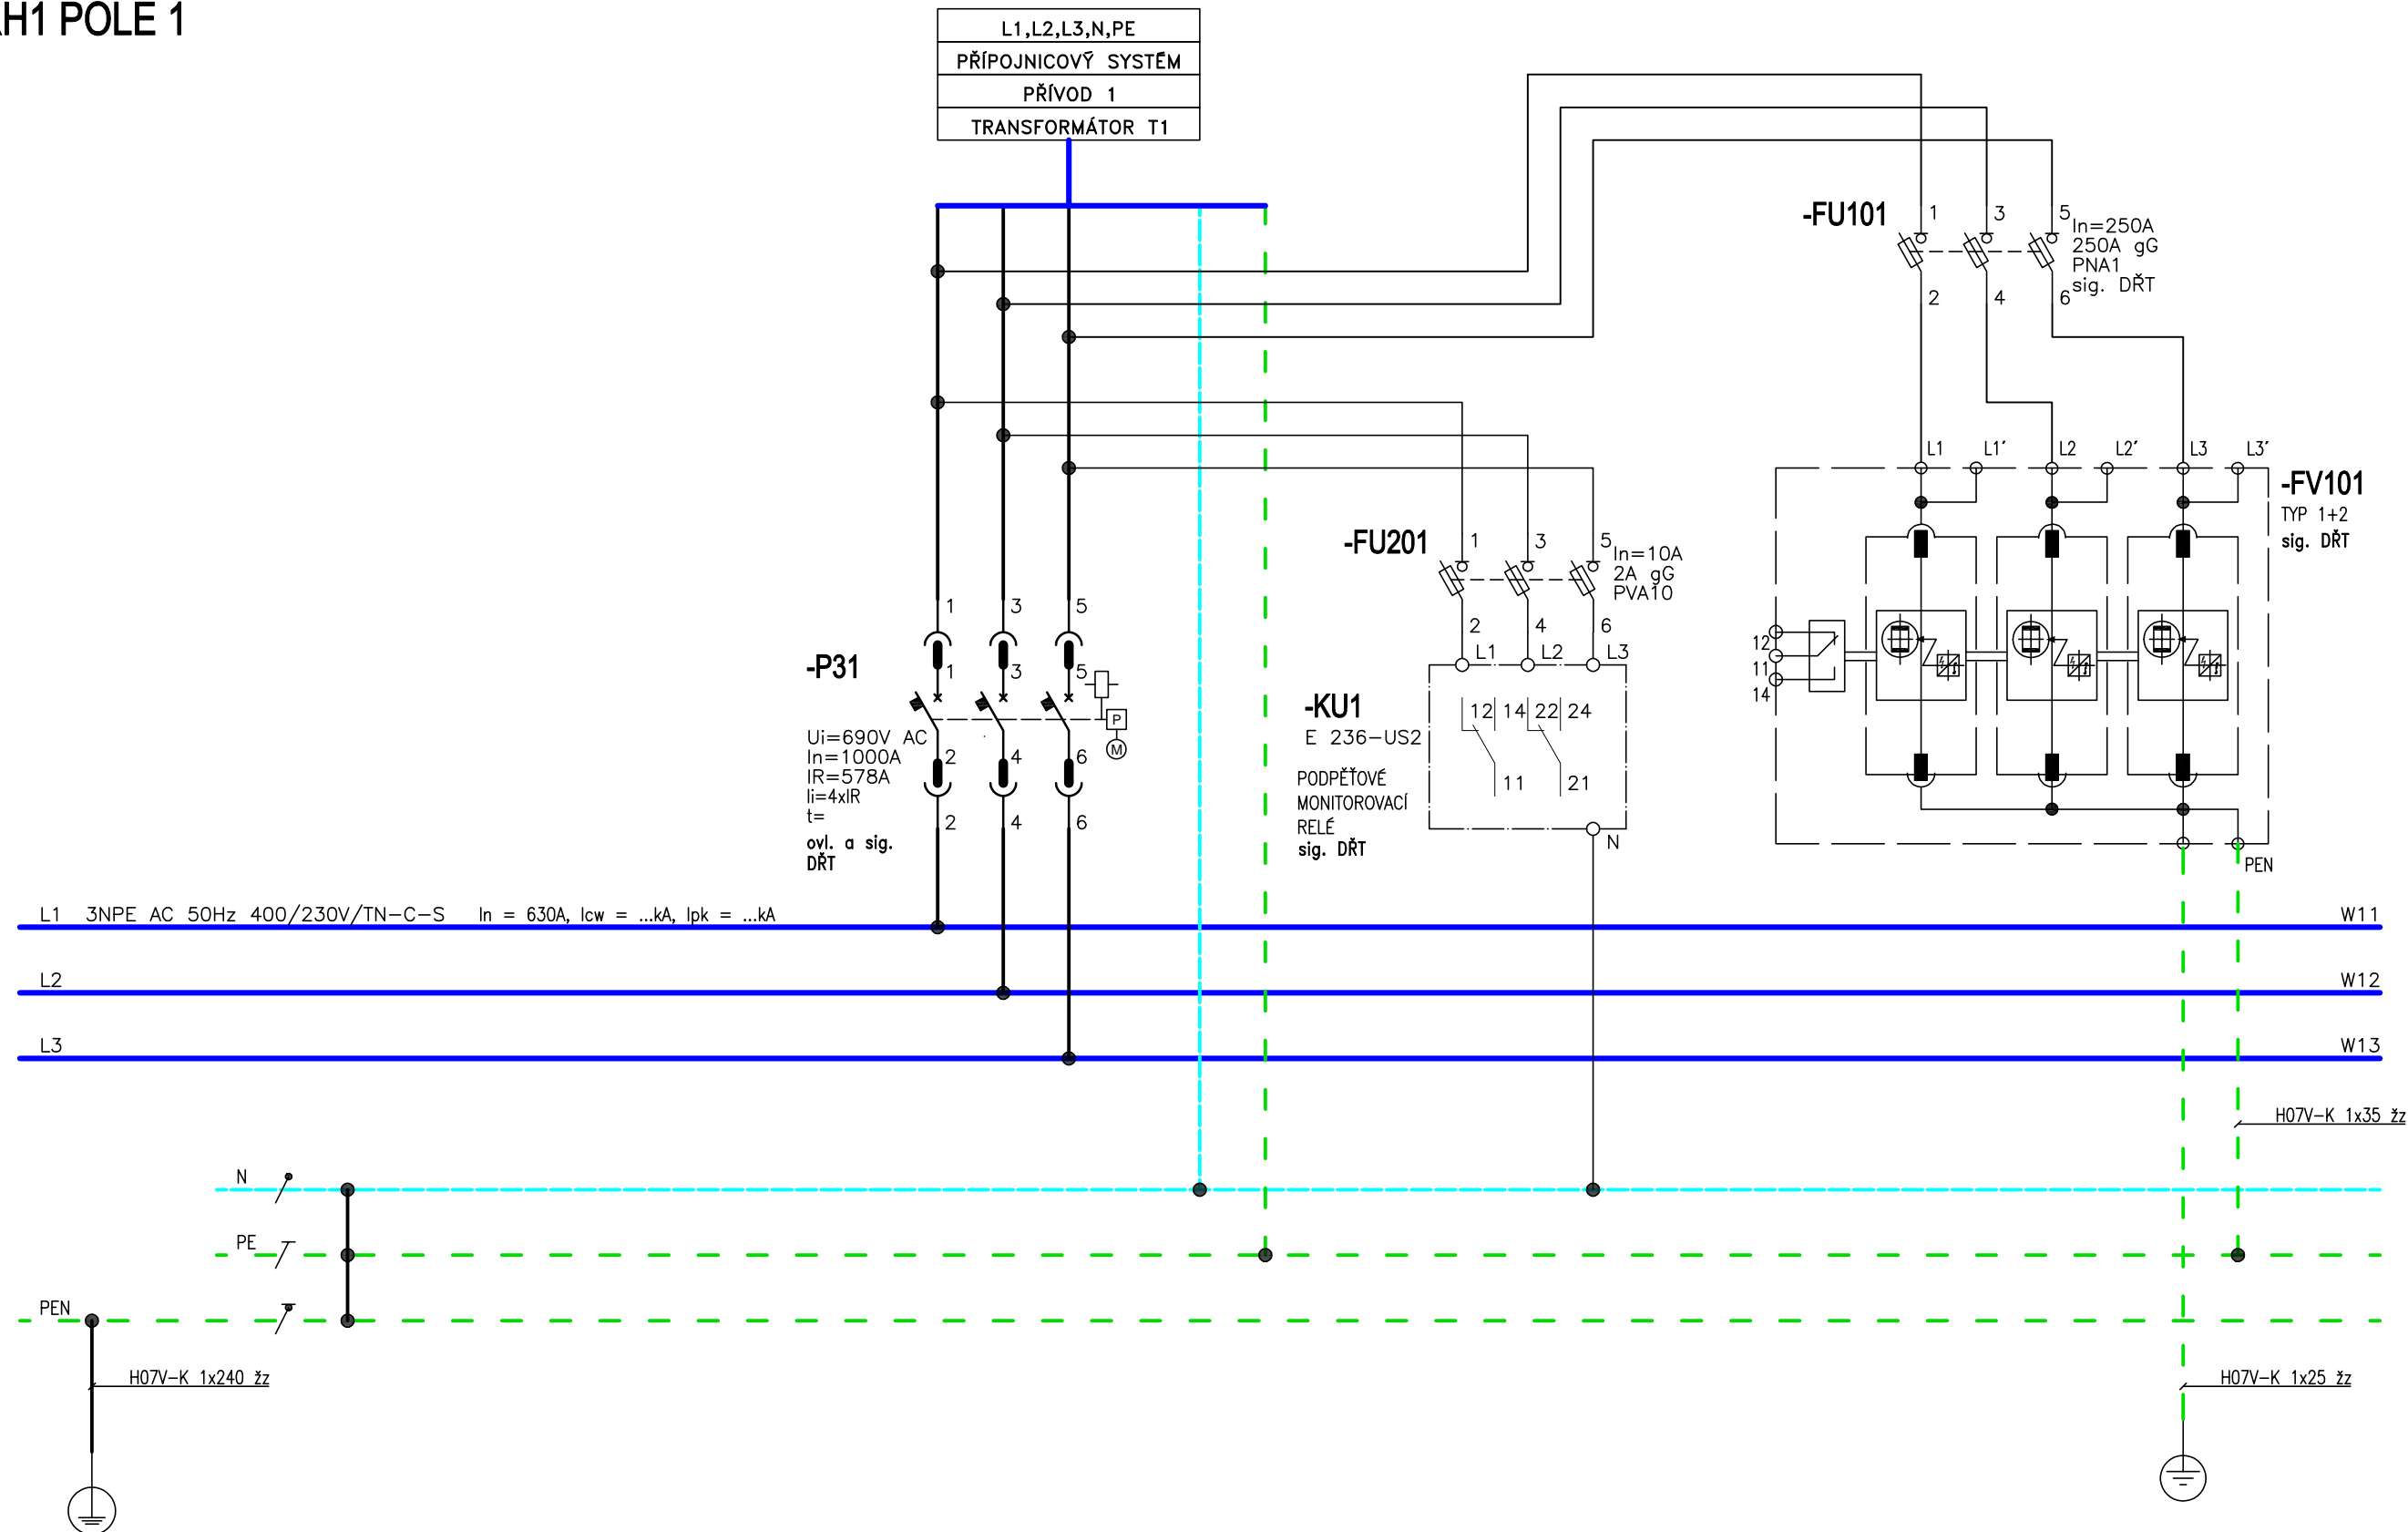 H1 POLE 1
L1,L2,L3,N,PE
PŘÍPOJNICOVÝ SYSTÉM
PŘÍVOD 1
TRANSFORMÁTOR T1
-FU101
1
3
5
In=250A
250A gG
PNA1
sig. DŘT
2
4
6
L1
L1'
L2
L2'
L3
L3'
-FV101
TYP 1+2
sig. DŘT
12
11
14
PEN
-FU201
1
3
5
In=10A
2A gG
PVA10
2
4
6
L1
L2
L3
-KU1
E 236-US2
PODPĚŤOVÉ
MONITOROVACÍ
RELÉ
sig. DŘT
12
14
22
24
11
21
N
1
3
5
-P31
1
3
5
P
M
Ui=690V AC
In=1000A
IR=578A
Ii=4xIR
t=
ovl. a sig.
DŘT
2
4
6
2
4
6
L1 3NPE AC 50Hz 400/230V/TN-C-S In = 630A, Icw = ...kA, Ipk = ...kA
W11
L2
W12
L3
W13
H07V-K 1x35 žz
N
PE
PEN
H07V-K 1x240 žz
H07V-K 1x25 žz